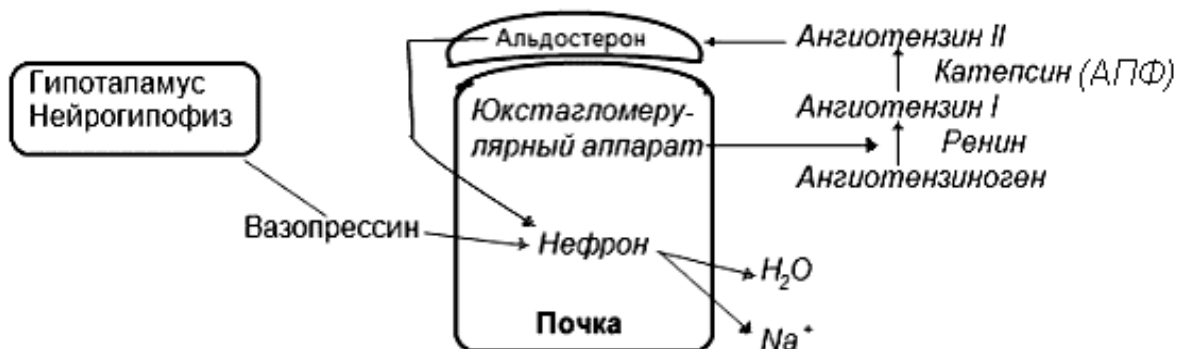 Альдостерон
Ангиотензин II
Катепсин (АПФ)
Гипоталамус
Нейрогипофиз
Юкстагломеру-
лярный аппарат
Ангиотензин I
Ренин
Ангиотензиноген
Вазопрессин
Нефрон
H₂O
Почка
Na⁺